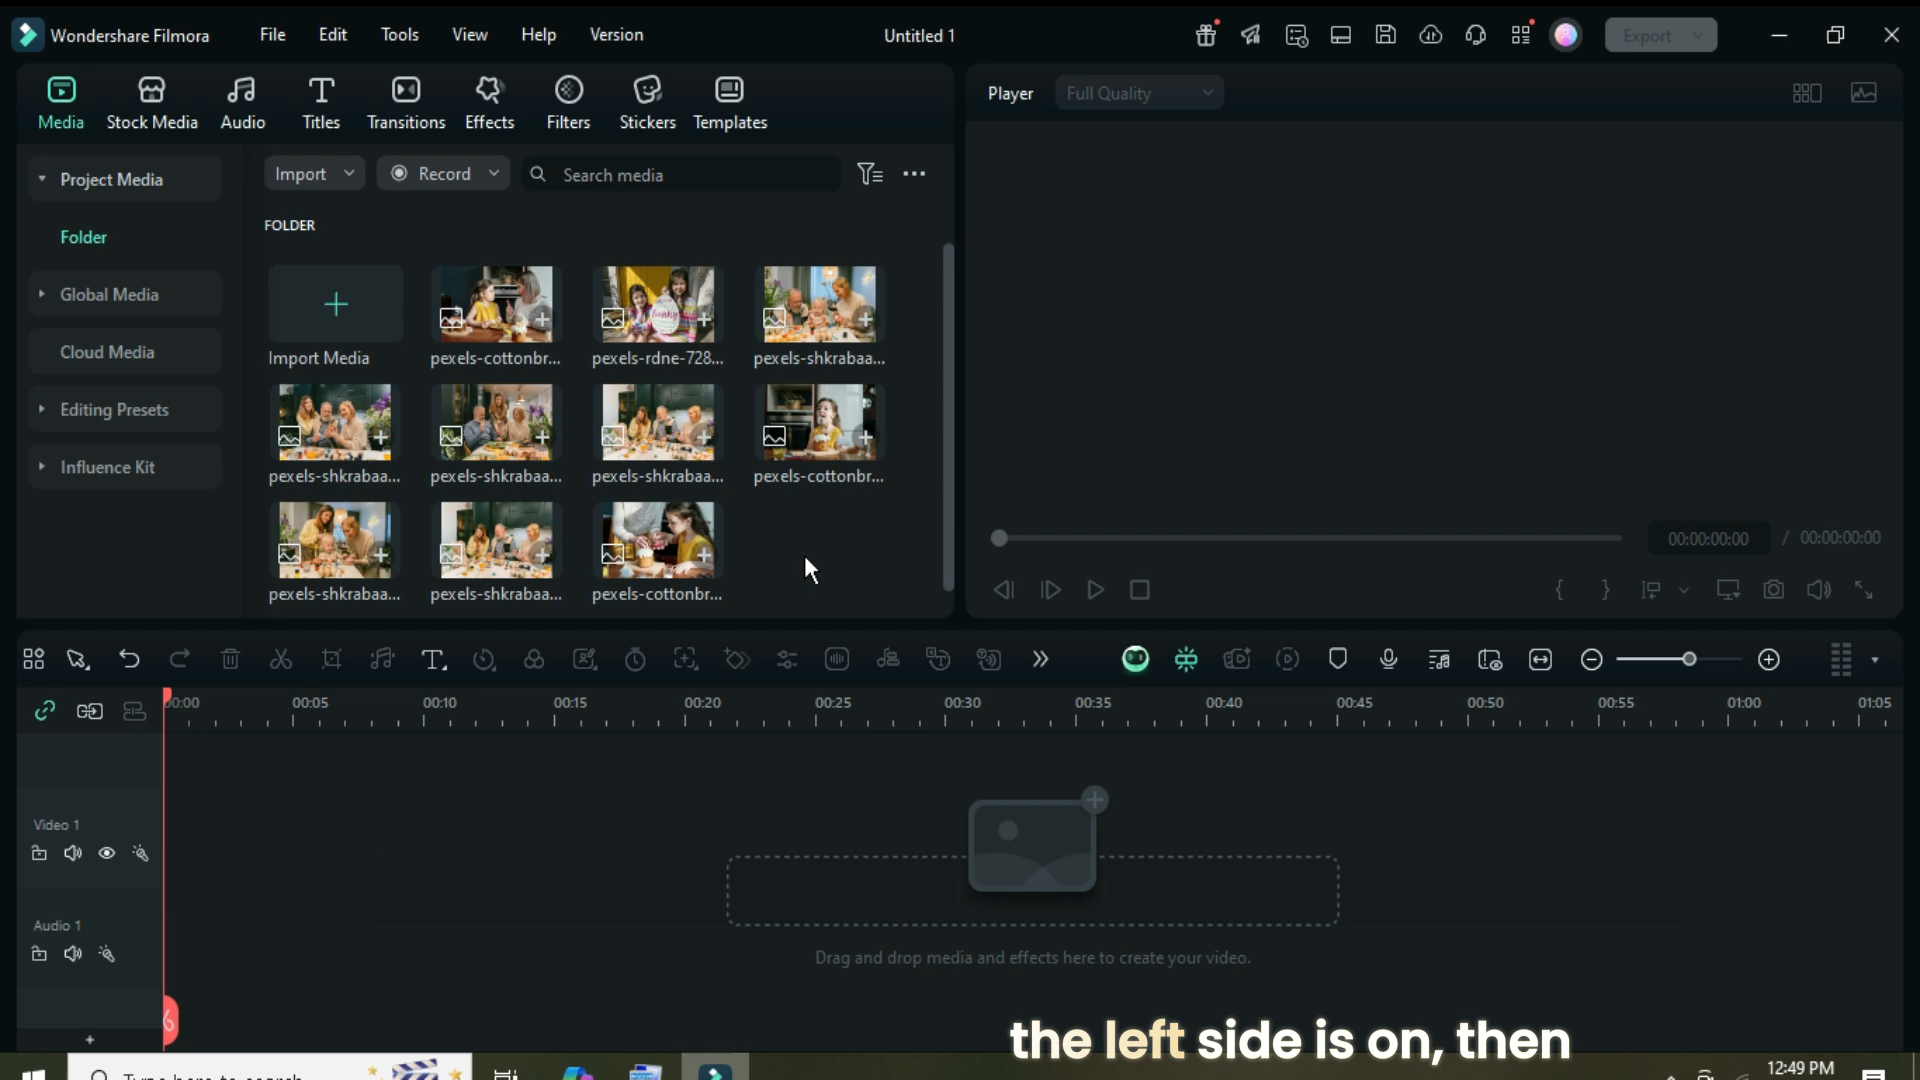 Wondershare Filmora File Edit Tools View Help Version Untitled 1 Export
Media Stock Media Audio Titles Transitions Effects Filters Stickers Templates
Player Full Quality
Project Media
Folder
Global Media
Cloud Media
Editing Presets
Influence Kit
Import Record Search media
FOLDER
Import Media pexels-cottonbr... pexels-rdne-728... pexels-shkrabaa...
pexels-shkrabaa... pexels-shkrabaa... pexels-shkrabaa... pexels-cottonbr...
pexels-shkrabaa... pexels-shkrabaa... pexels-cottonbr...
00:00:00:00 / 00:00:00:00
00:00 00:05 00:10 00:15 00:20 00:25 00:30 00:35 00:40 00:45 00:50 00:55 01:00 01:05
Video 1
Audio 1
Drag and drop media and effects here to create your video.
the left side is on, then
Type here to search
12:49 PM